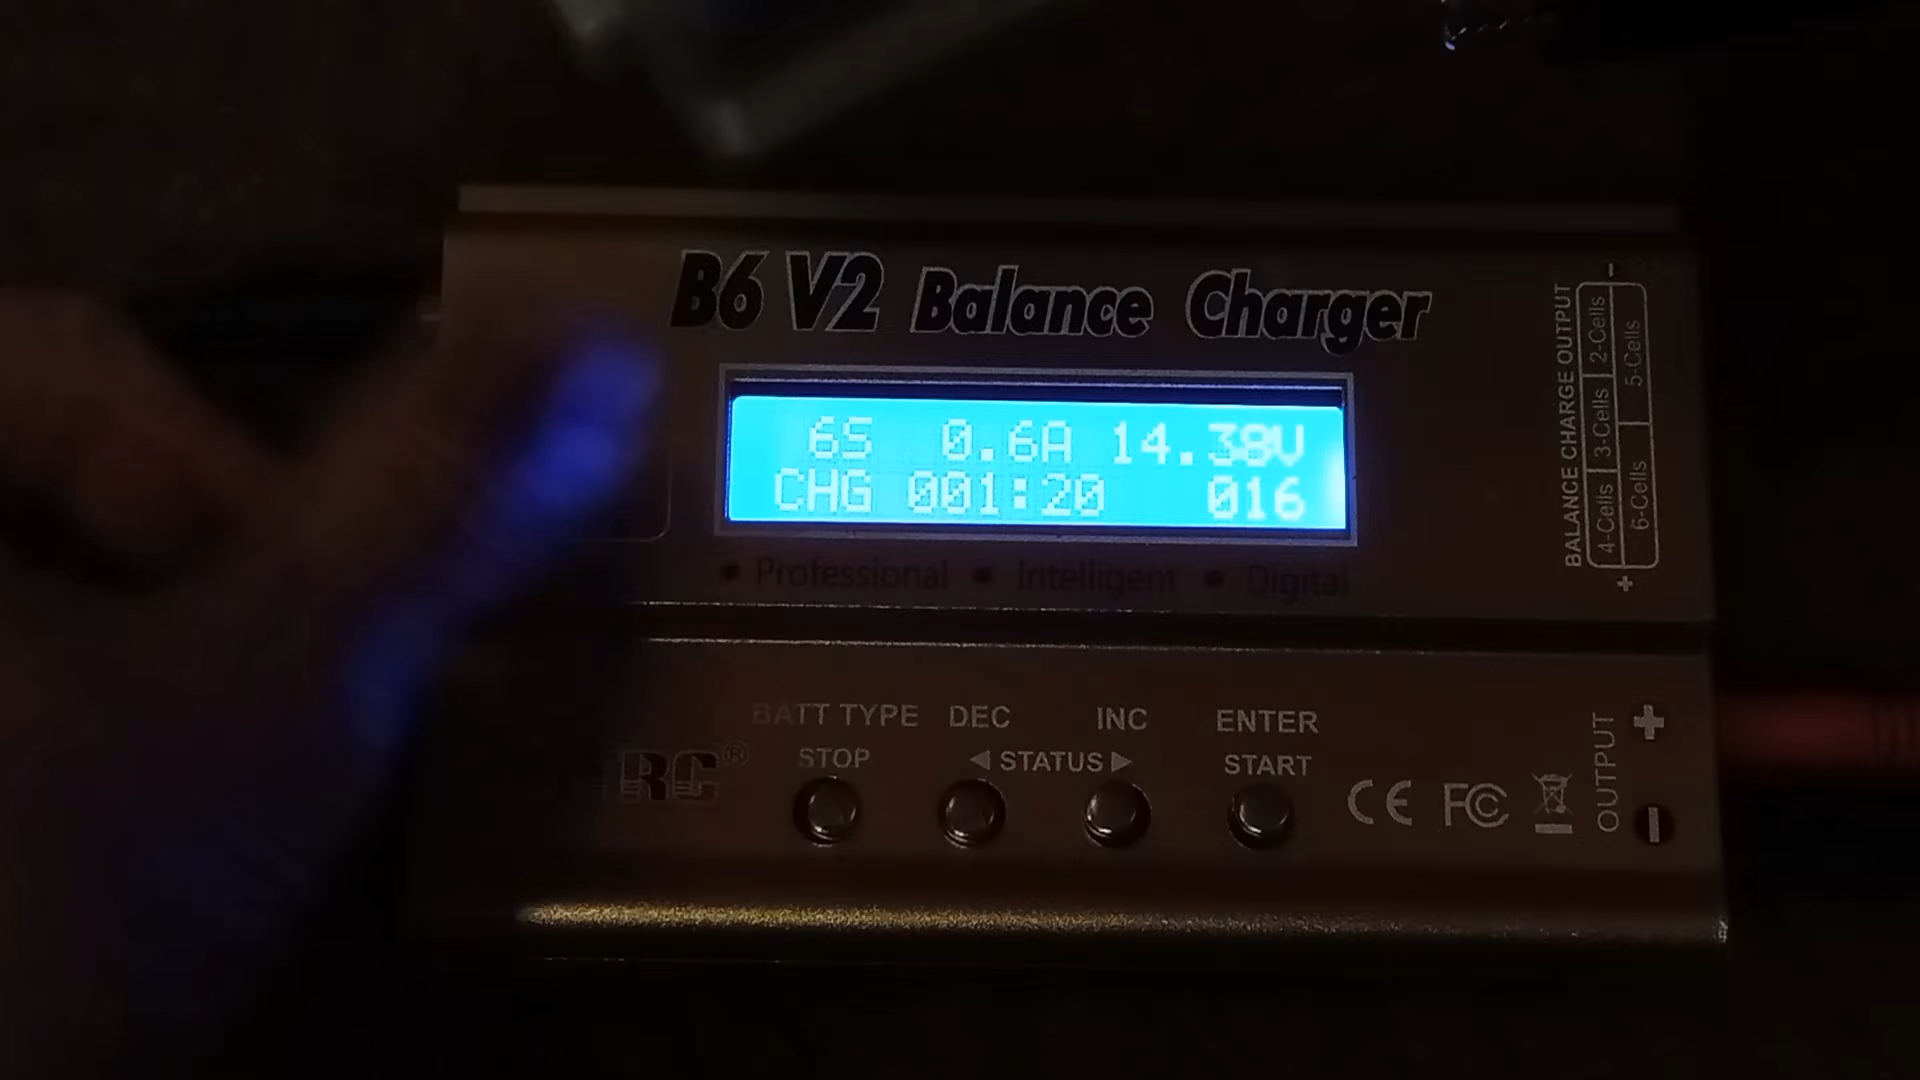 B6 V2 Balance Charger
6S 0.6A 14.38V
CHG 001:20 016
• Professional • Intelligent • Digital
BATT TYPE DEC INC ENTER
STOP ◀ STATUS ▶ START
RC®
CE FC
OUTPUT
+
-
BALANCE CHARGE OUTPUT
-
2-Cells
3-Cells
4-Cells
5-Cells
6-Cells
+